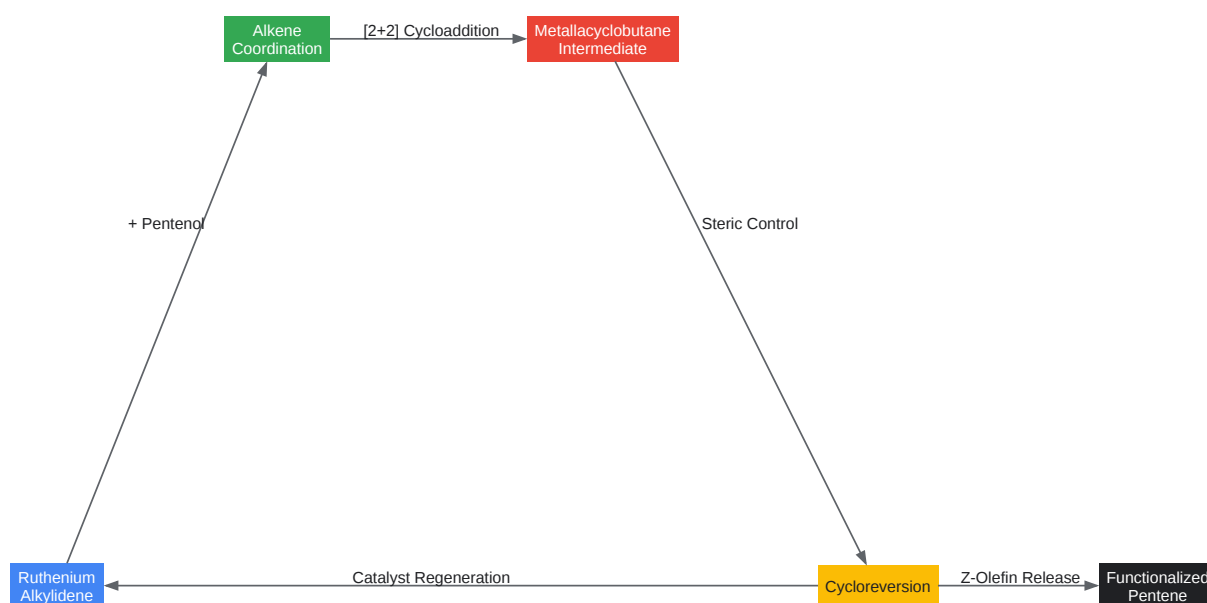 Alkene
Coordination
[2+2] Cycloaddition
Metallacyclobutane
Intermediate
+ Pentenol
Steric Control
Ruthenium
Alkylidene
Catalyst Regeneration
Cycloreversion
Z-Olefin Release
Functionalized
Pentene